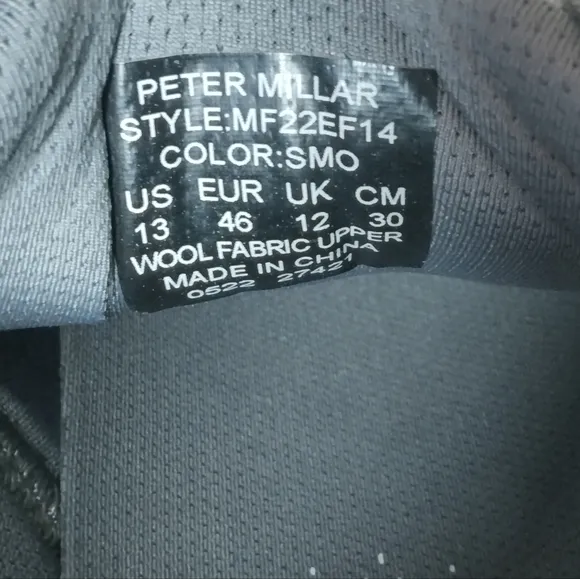 PETER MILLAR
STYLE:MF22EF14
COLOR:SMO
US EUR UK CM
13 46 12 30
WOOL FABRIC UPPER
MADE IN CHINA
0522 27421